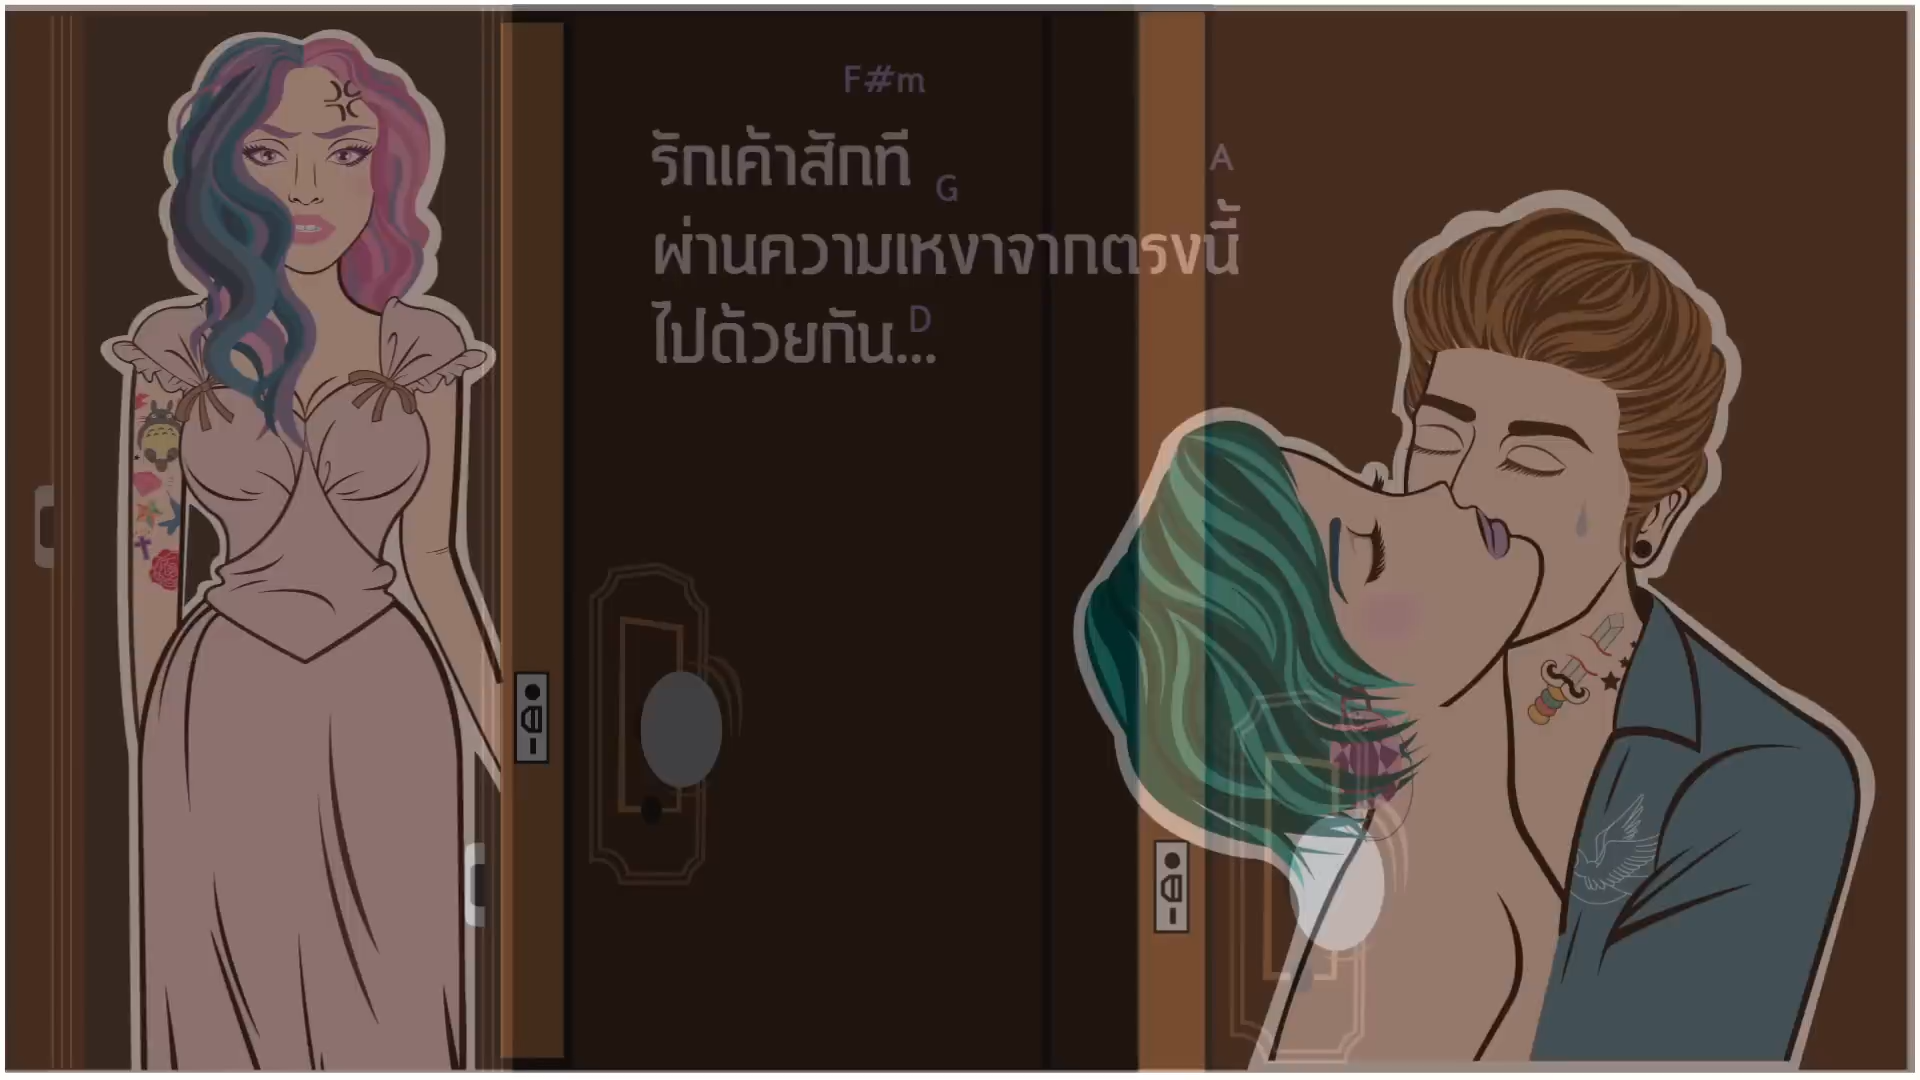 F#m
รักเค้าสักที
G A
ผ่านความเหงาจากตรงนี้
D
ไปด้วยกัน...